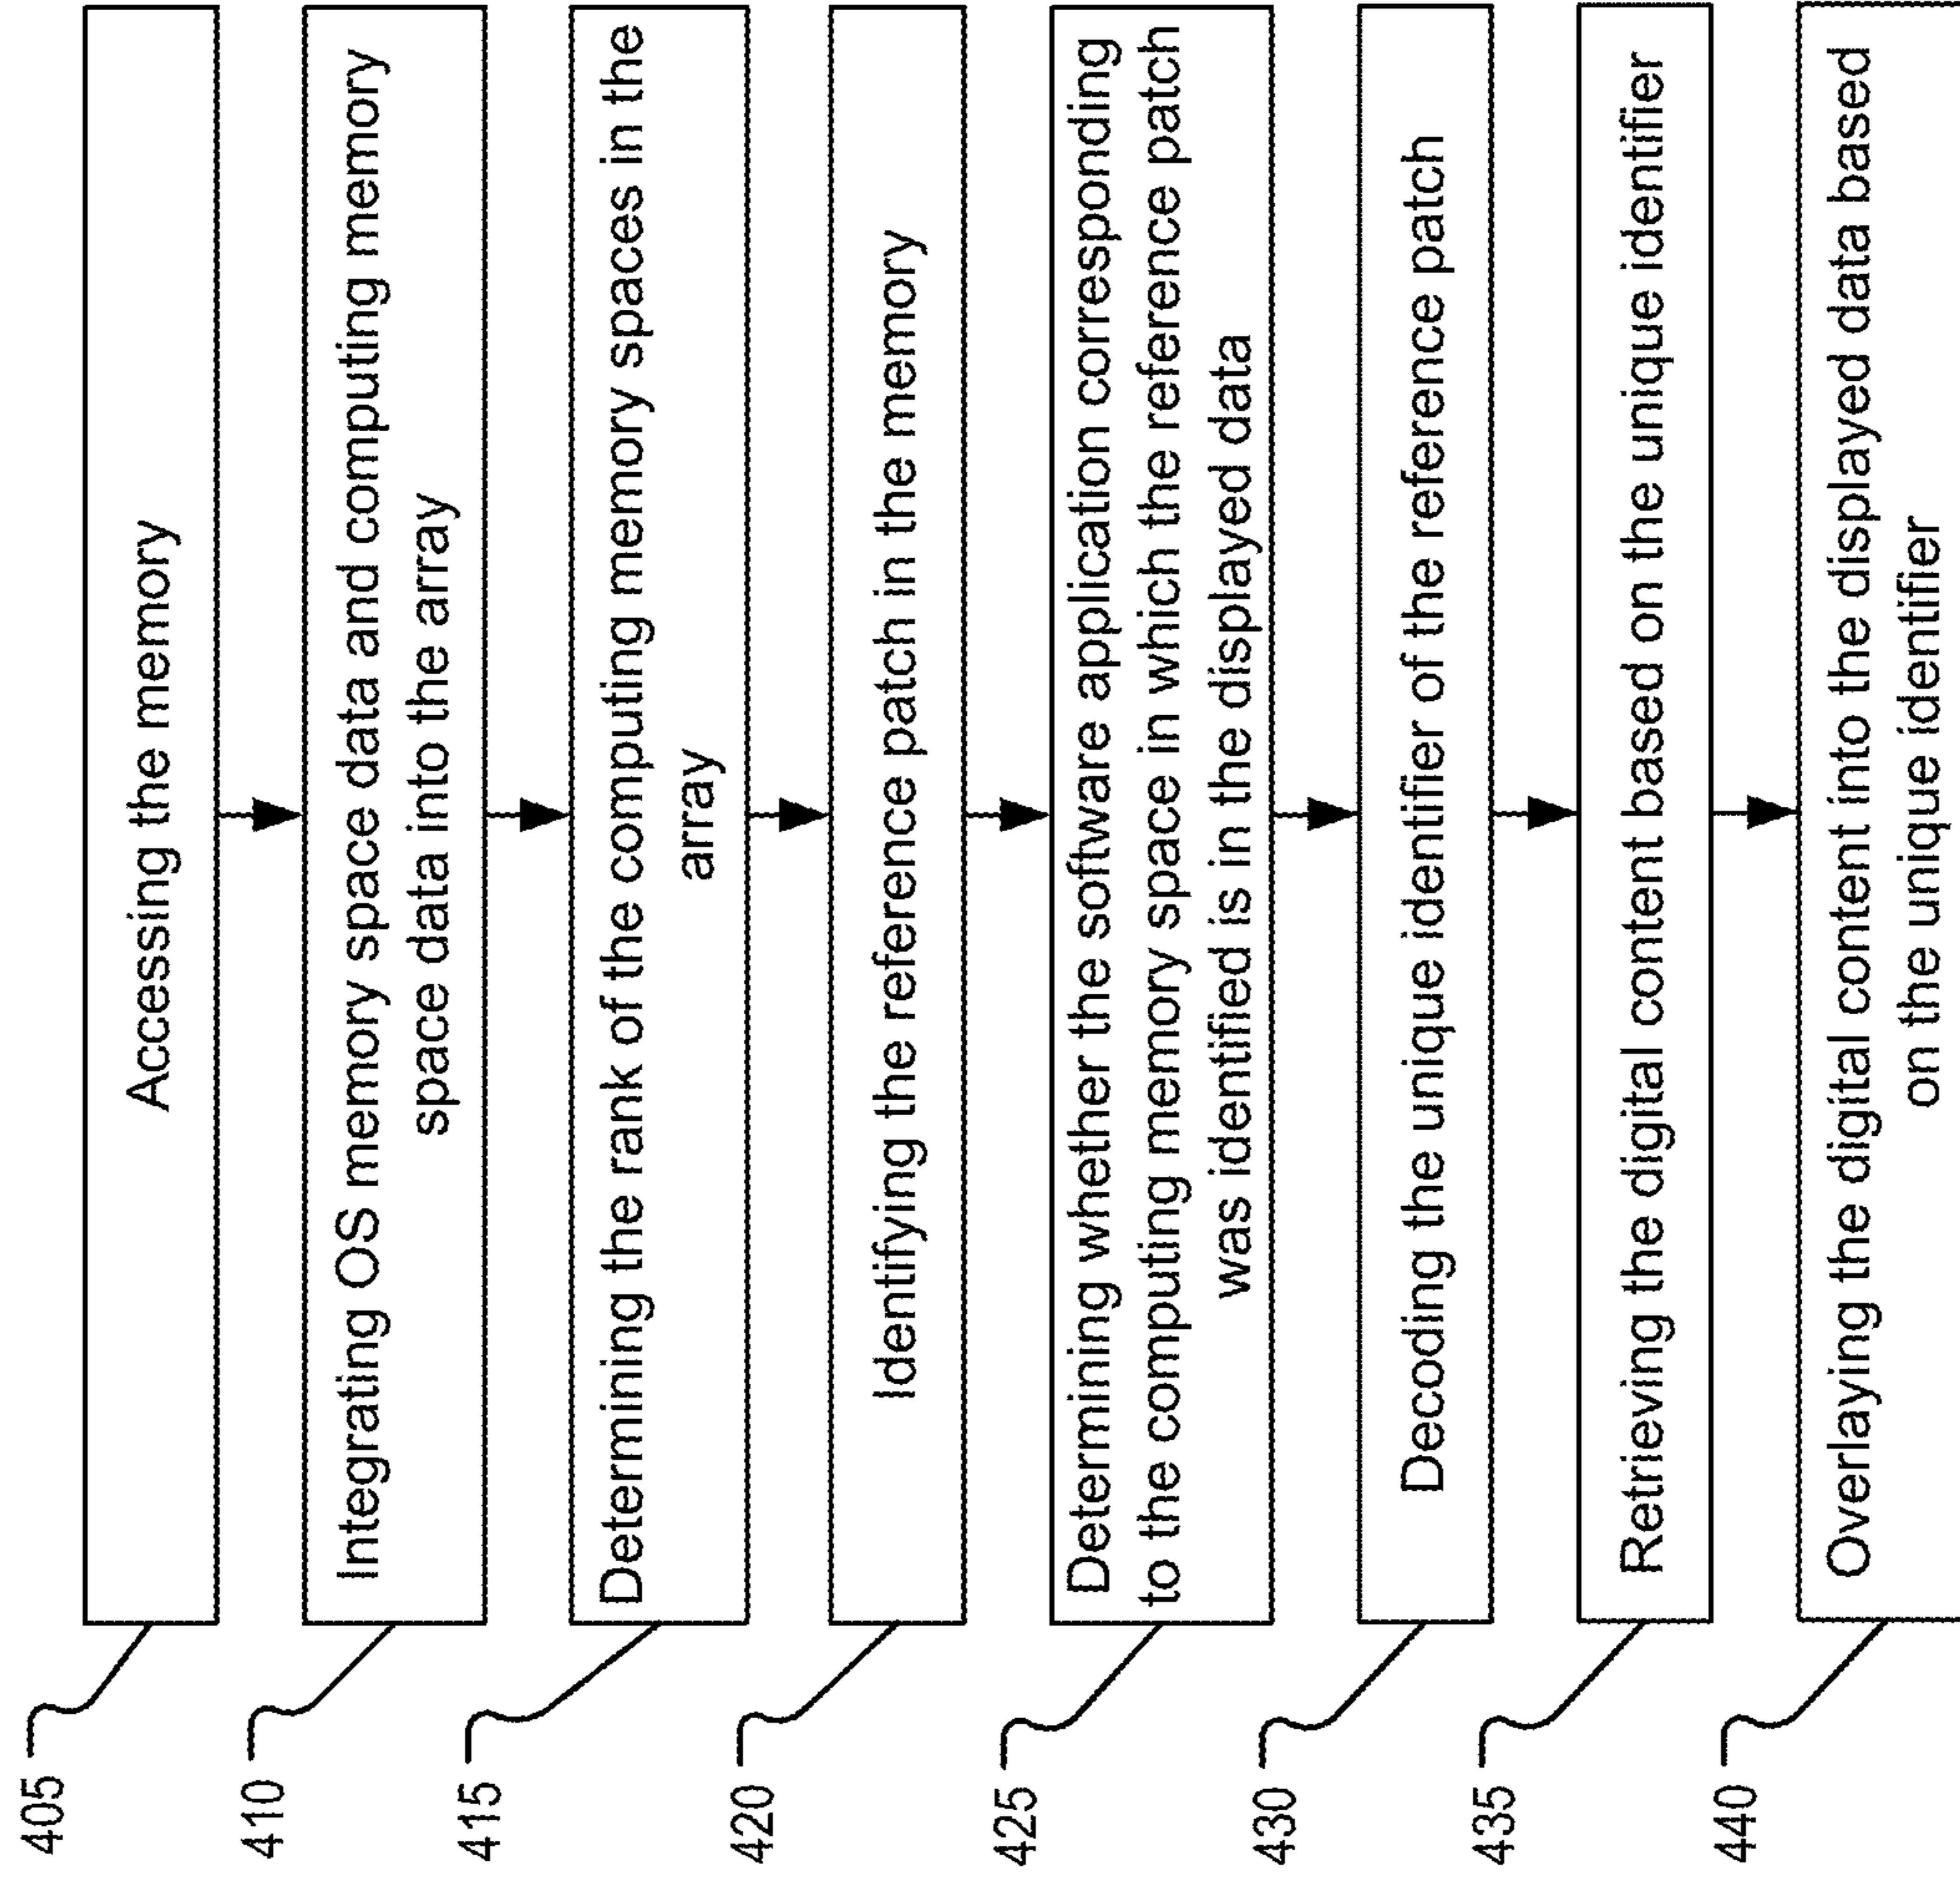 405
Accessing the memory
410
Integrating OS memory space data and computing memory
space data into the array
415
Determining the rank of the computing memory spaces in the
array
420
Identifying the reference patch in the memory
425
Determining whether the software application corresponding
to the computing memory space in which the reference patch
was identified is in the displayed data
430
Decoding the unique identifier of the reference patch
435
Retrieving the digital content based on the unique identifier
440
Overlaying the digital content into the displayed data based
on the unique identifier